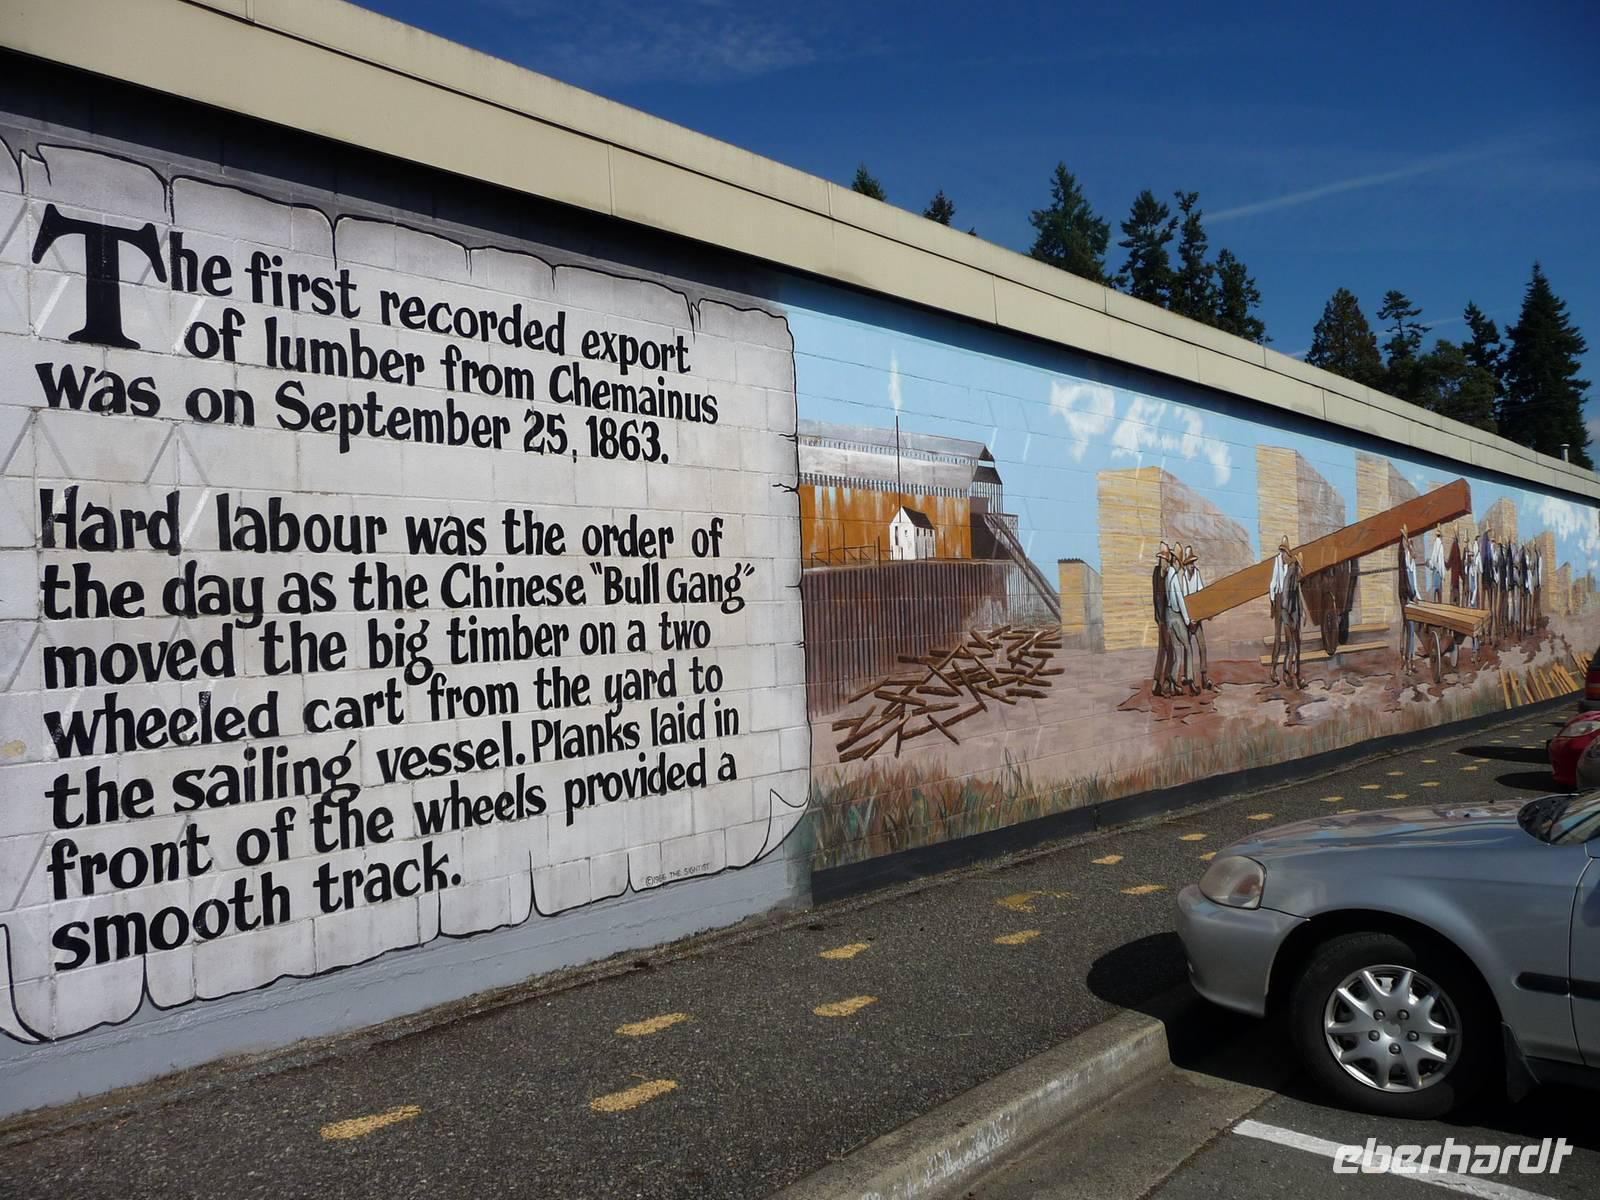 The first recorded export
of lumber from Chemainus
was on September 25, 1863.
Hard labour was the order of
the day as the Chinese "Bull Gang"
moved the big timber on a two
wheeled cart from the yard to
the sailing vessel. Planks laid in
front of the wheels provided a
smooth track.
THE SIGHTIST
eberhardt